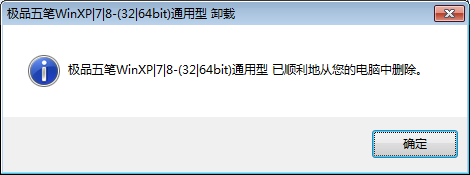 极品五笔WinXP|7|8-(32|64bit)通用型 卸载
极品五笔WinXP|7|8-(32|64bit)通用型 已顺利地从您的电脑中删除。
确定